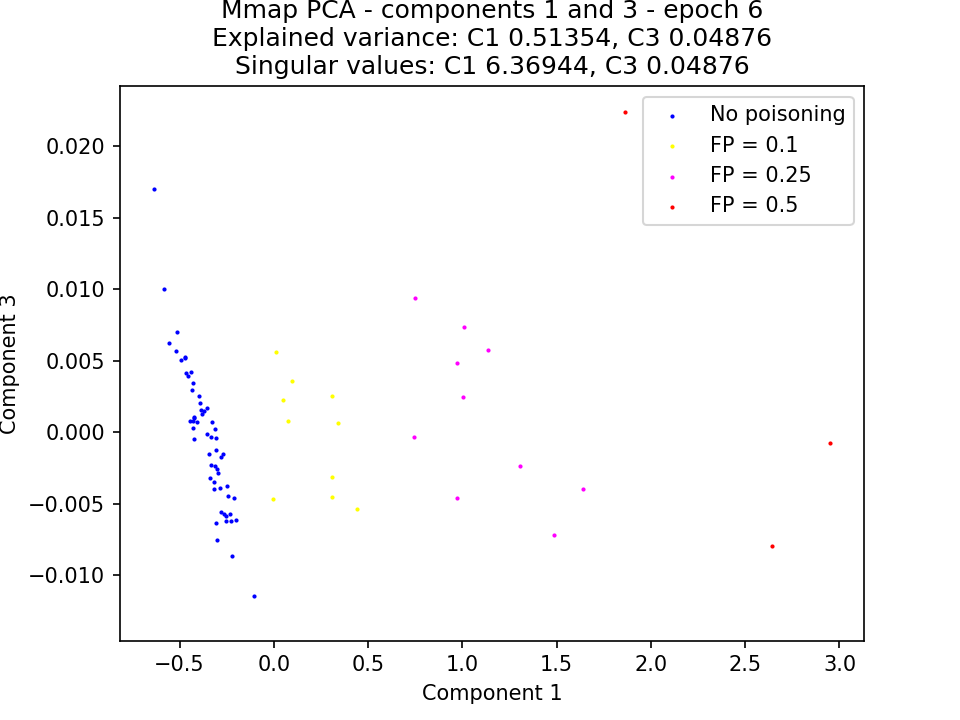 Mmap PCA - components 1 and 3 - epoch 6
Explained variance: C1 0.51354, C3 0.04876
Singular values: C1 6.36944, C3 0.04876
No poisoning
FP = 0.1
FP = 0.25
FP = 0.5
Component 3
0.020
0.015
0.010
0.005
0.000
−0.005
−0.010
−0.5 0.0 0.5 1.0 1.5 2.0 2.5 3.0
Component 1